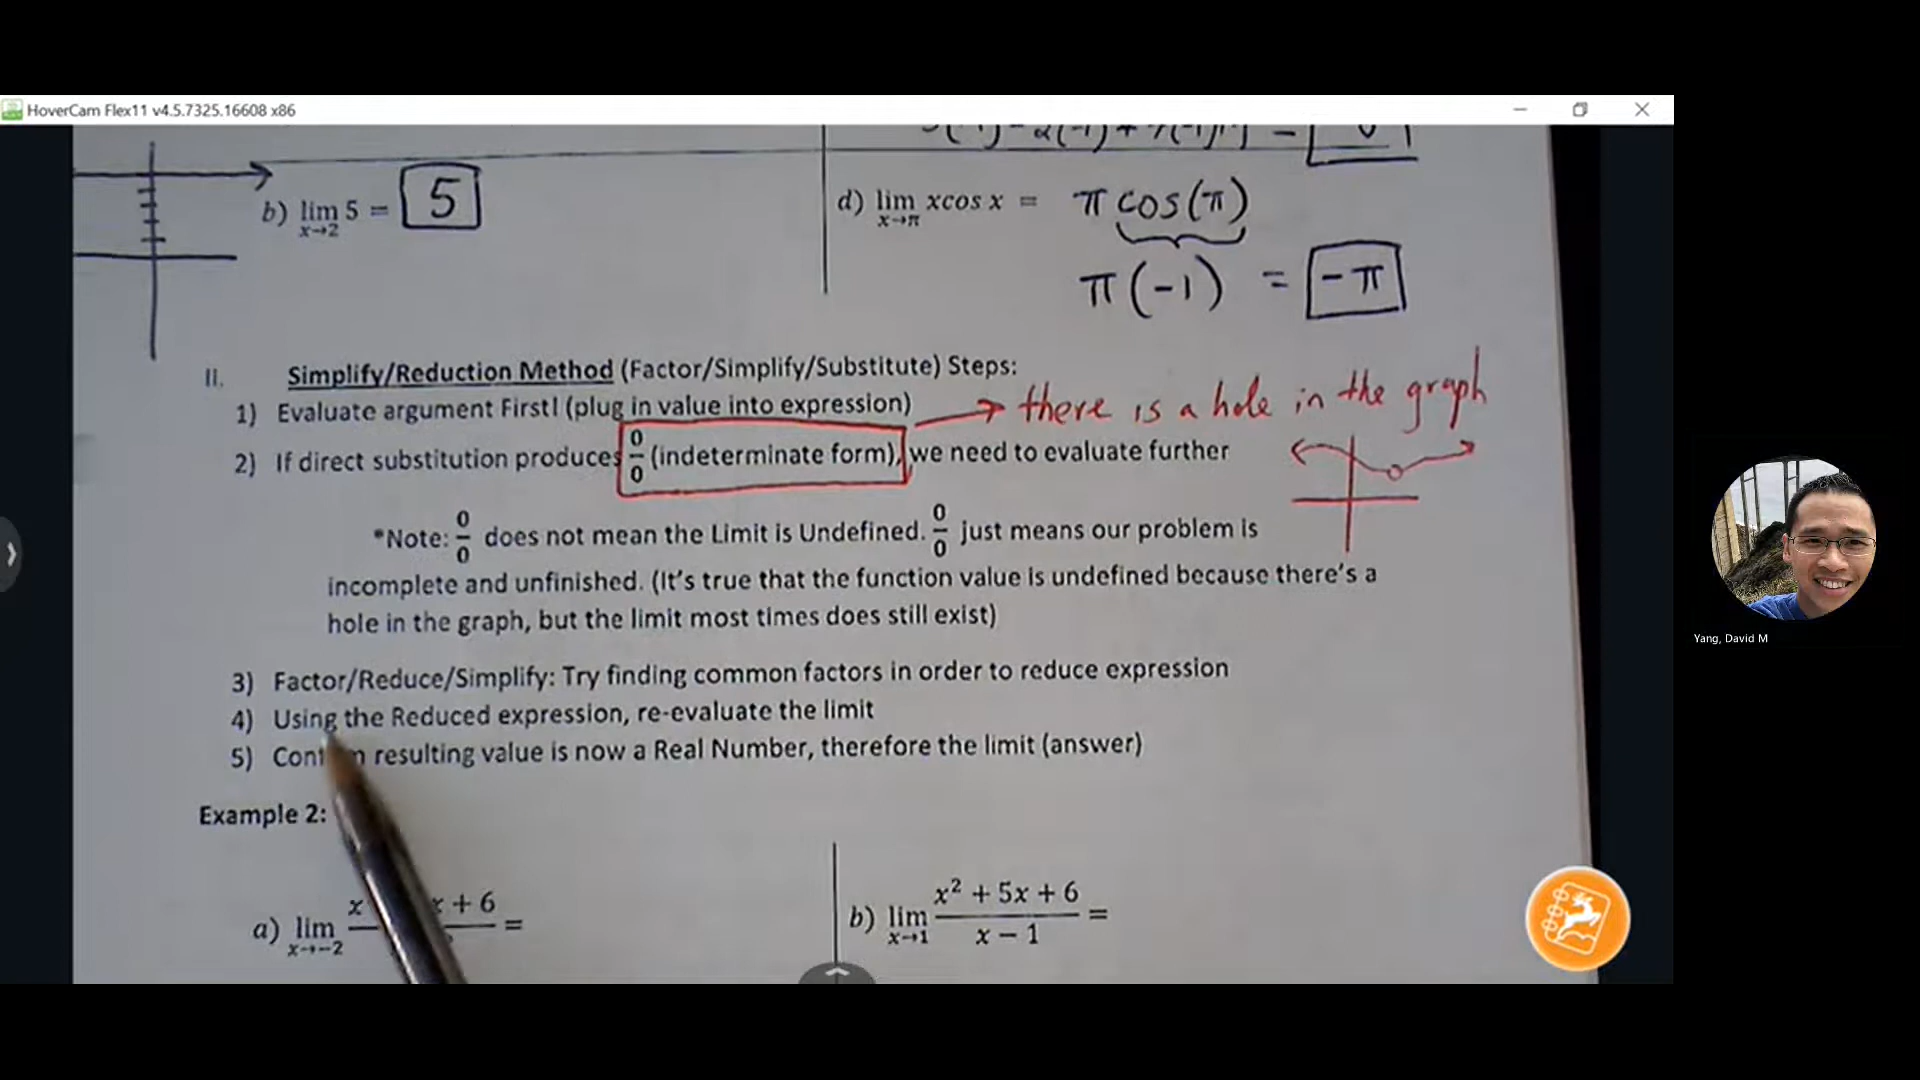 HoverCam Flex11 v4.5.7325.16608 x86
b) lim 5 = 5
x→2
d) lim xcos x = π cos(π)
x→π
π(-1) = -π
II. Simplify/Reduction Method (Factor/Simplify/Substitute) Steps:
1) Evaluate argument First! (plug in value into expression) → there is a hole in the graph
2) If direct substitution produces 0/0 (indeterminate form), we need to evaluate further
*Note: 0/0 does not mean the Limit is Undefined. 0/0 just means our problem is
incomplete and unfinished. (It's true that the function value is undefined because there's a
hole in the graph, but the limit most times does still exist)
3) Factor/Reduce/Simplify: Try finding common factors in order to reduce expression
4) Using the Reduced expression, re-evaluate the limit
5) resulting value is now a Real Number, therefore the limit (answer)
Example 2:
a) lim x + 6 =
x→-2
b) lim x² + 5x + 6 =
x→1 x - 1
Yang, David M